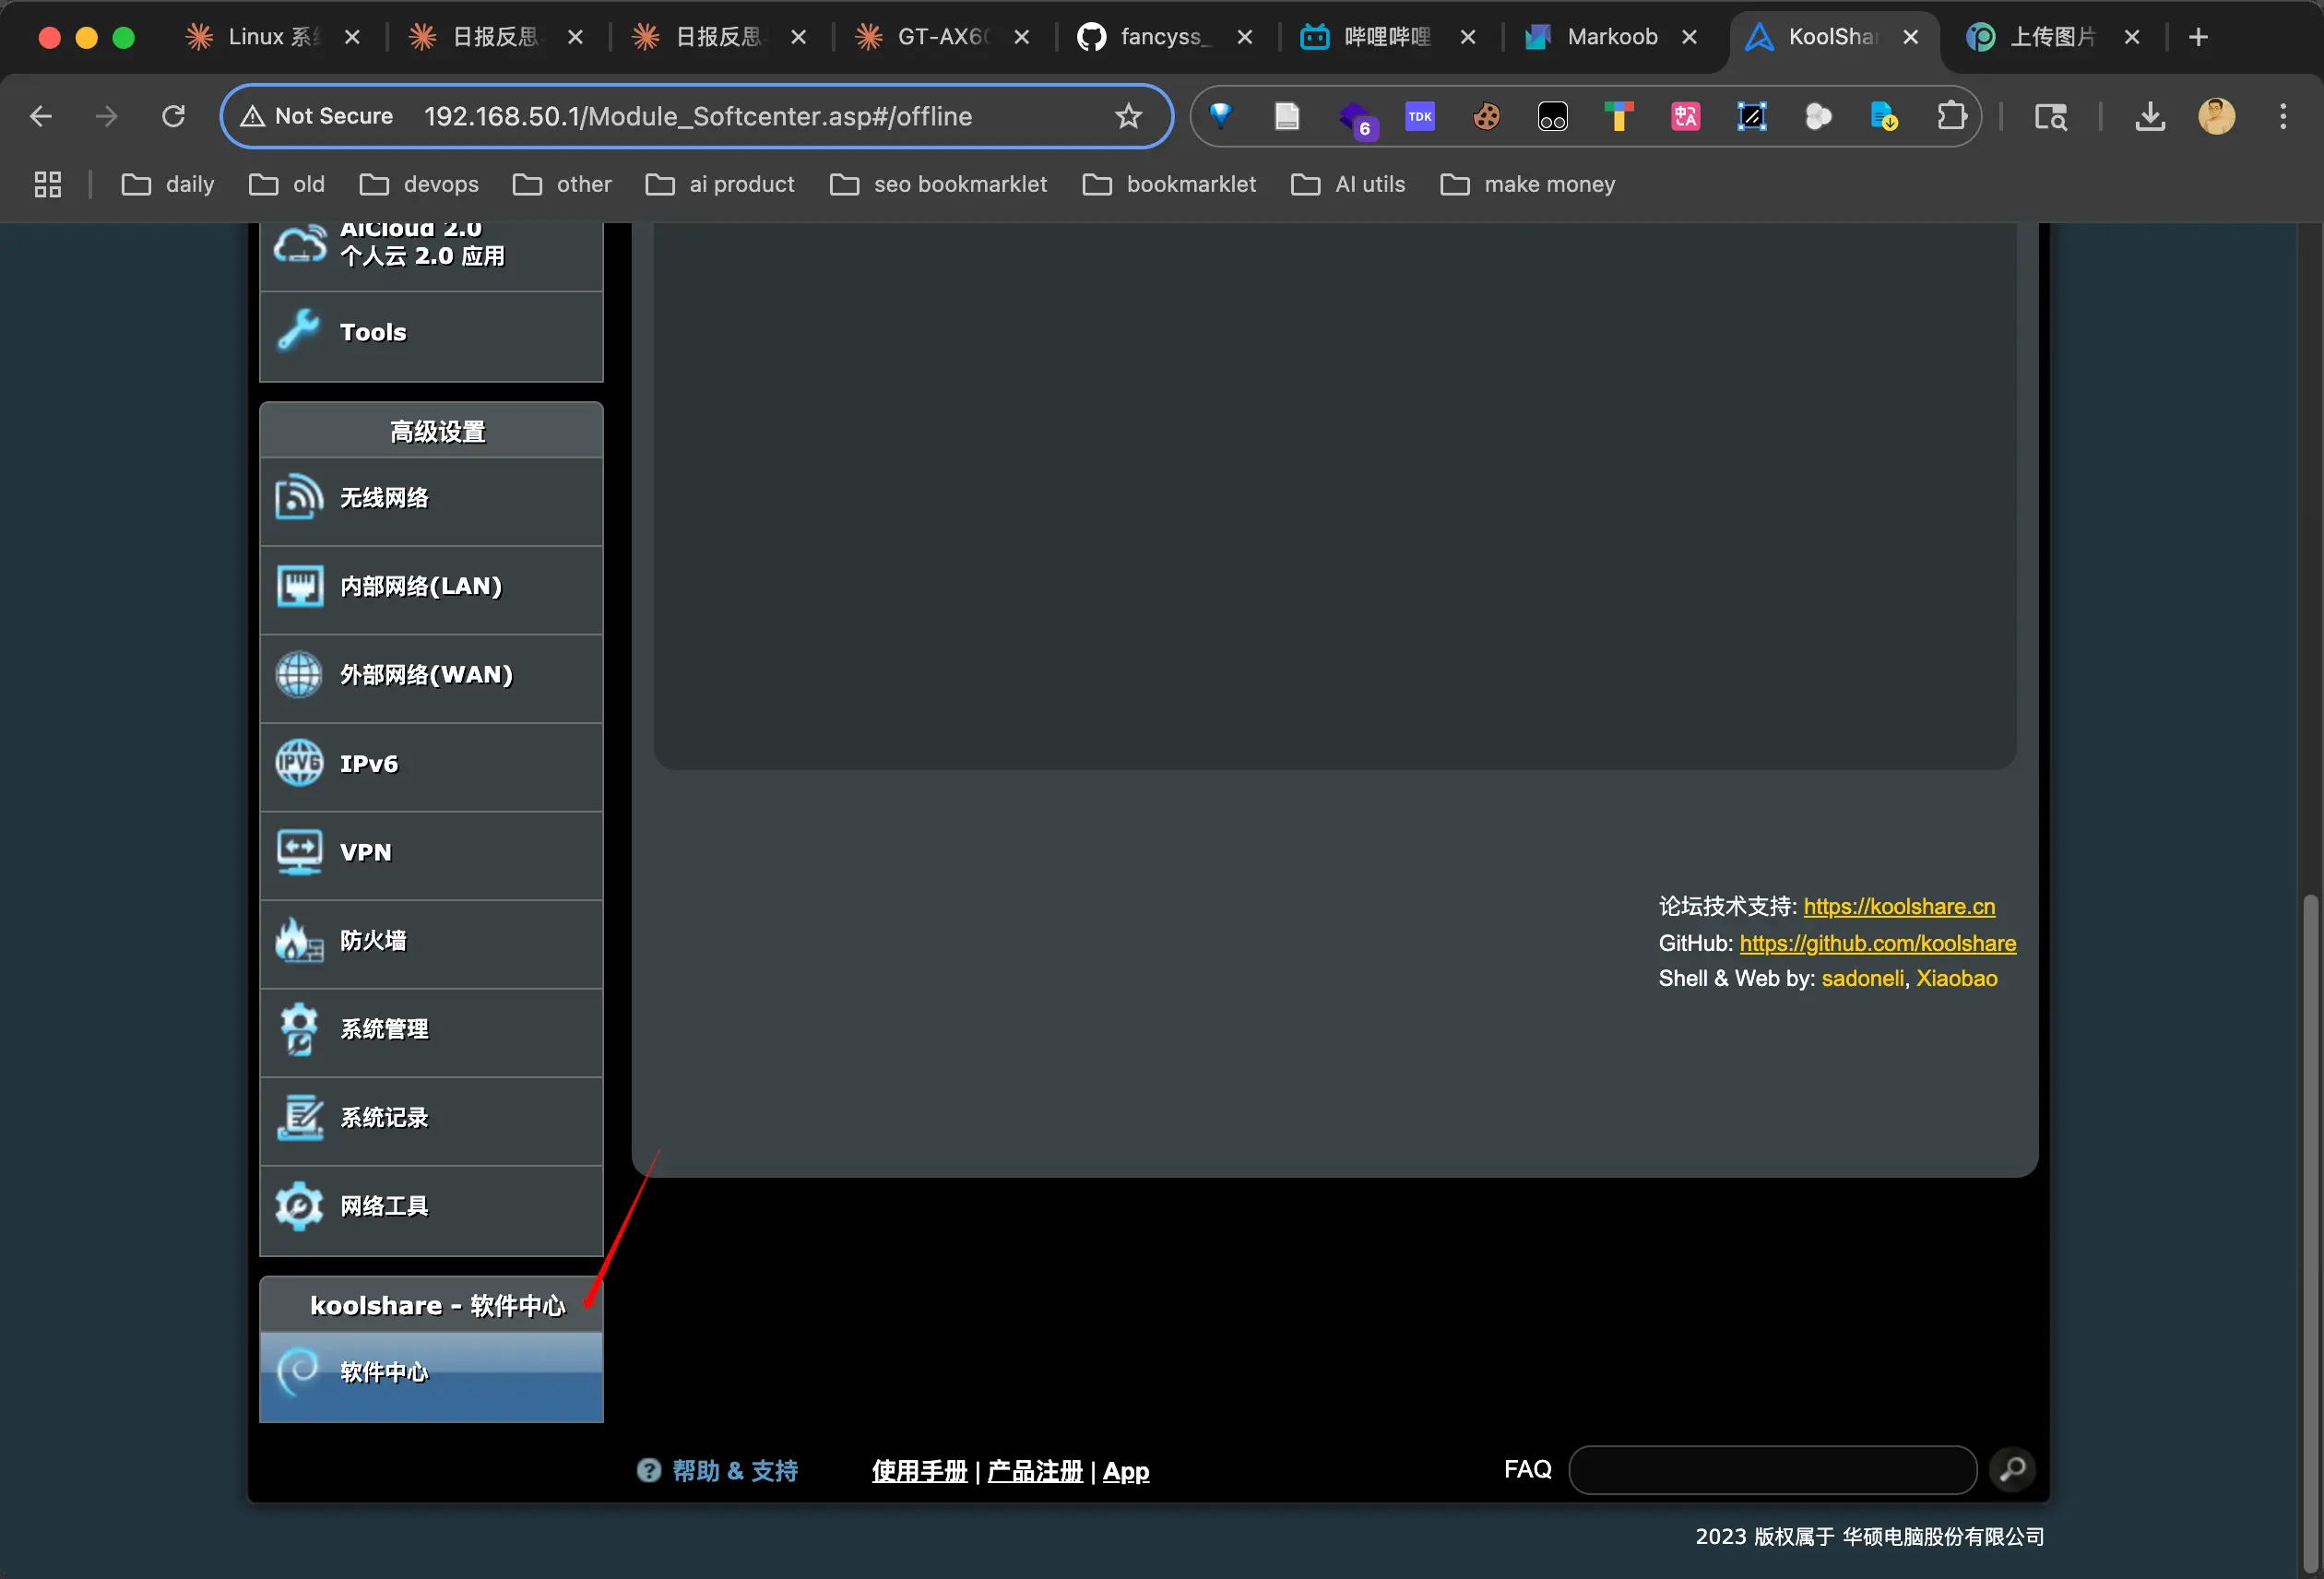 Linux 系统
日报反思
日报反思
GT-AX60
fancyss_
哔哩哔哩
Markoob
KoolShar
上传图片
Not Secure
192.168.50.1/Module_Softcenter.asp#/offline
6
TDK
中A
daily
old
devops
other
ai product
seo bookmarklet
bookmarklet
AI utils
make money
AiCloud 2.0
个人云 2.0 应用
Tools
高级设置
无线网络
内部网络(LAN)
外部网络(WAN)
IPV6
IPv6
VPN
防火墙
系统管理
系统记录
网络工具
koolshare - 软件中心
软件中心
论坛技术支持: https://koolshare.cn
GitHub: https://github.com/koolshare
Shell & Web by: sadoneli, Xiaobao
? 帮助 & 支持
使用手册 | 产品注册 | App
FAQ
2023 版权属于 华硕电脑股份有限公司